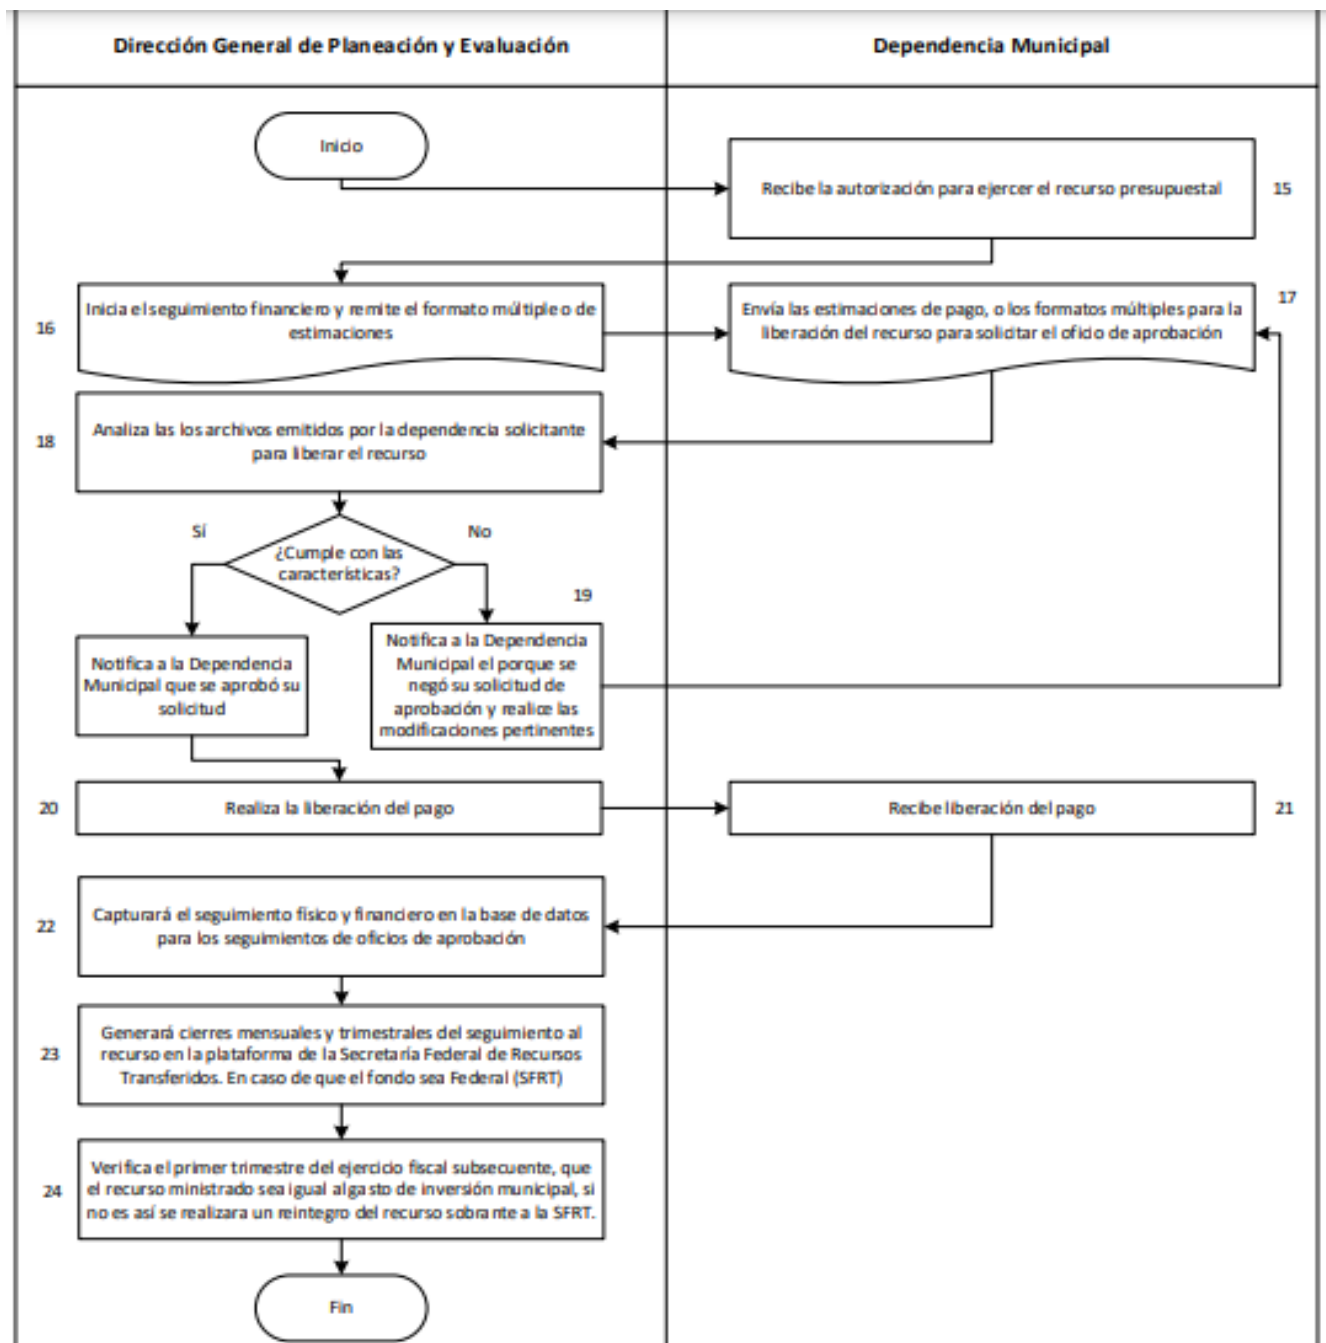 Dirección General de Planeación y Evaluación
Dependencia Municipal
Inicio
Recibe la autorización para ejercer el recurso presupuestal
15
16
Inicia el seguimiento financiero y remite el formato múltiple o de
estimaciones
Envía las estimaciones de pago, o los formatos múltiples para la
liberación del recurso para solicitar el oficio de aprobación
17
18
Analiza las los archivos emitidos por la dependencia solicitante
para liberar el recurso
¿Cumple con las
características?
Sí
No
19
Notifica a la Dependencia
Municipal que se aprobó su
solicitud
Notifica a la Dependencia
Municipal el porque se
negó su solicitud de
aprobación y realice las
modificaciones pertinentes
20
Realiza la liberación del pago
Recibe liberación del pago
21
22
Capturará el seguimiento físico y financiero en la base de datos
para los seguimientos de oficios de aprobación
23
Generará cierres mensuales y trimestrales del seguimiento al
recurso en la plataforma de la Secretaría Federal de Recursos
Transferidos. En caso de que el fondo sea Federal (SFRT)
24
Verifica el primer trimestre del ejercicio fiscal subsecuente, que
el recurso ministrado sea igual al gasto de inversión municipal, si
no es así se realizara un reintegro del recurso sobrante a la SFRT.
Fin